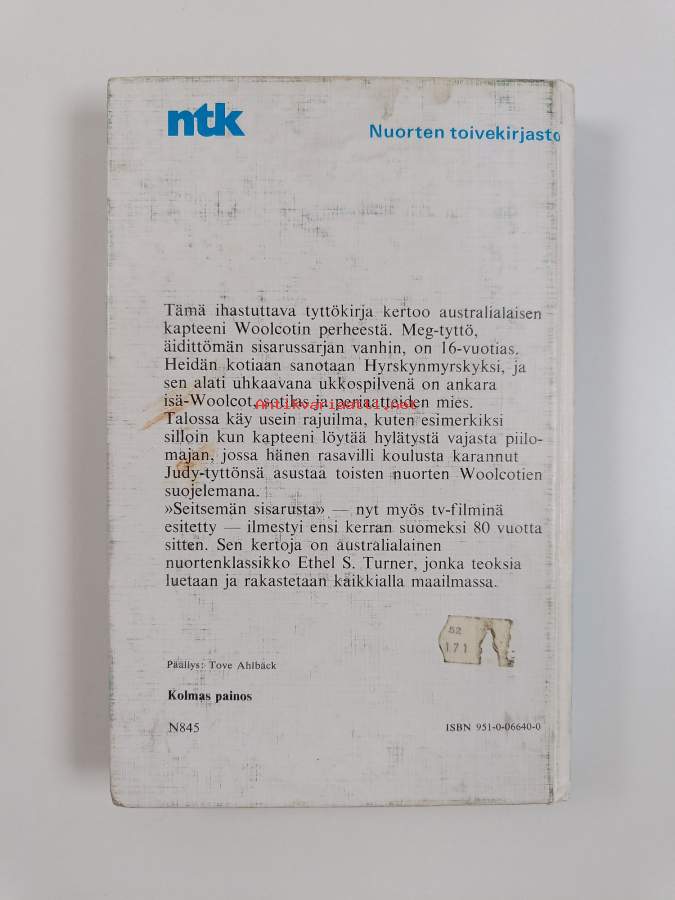 ntk
Nuorten toivekirjasto
Tämä ihastuttava tyttökirja kertoo australialaisen
kapteeni Woolcotin perheestä. Meg-tyttö,
äidittömän sisarussarjan vanhin, on 16-vuotias.
Heidän kotiaan sanotaan Hyrskynmyrskyksi, ja
sen alati uhkaavana ukkospilvenä on ankara
isä-Woolcot, sotilas ja periaatteiden mies.
antikvariaatti.net
Talossa käy usein rajuilma, kuten esimerkiksi
silloin kun kapteeni löytää hylätystä vajasta piilo-
majan, jossa hänen rasavilli koulusta karannut
Judy-tyttönsä asustaa toisten nuorten Woolcotien
suojelemana.
»Seitsemän sisarusta» — nyt myös tv-filminä
esitetty — ilmestyi ensi kerran suomeksi 80 vuotta
sitten. Sen kertoja on australialainen
nuortenklassikko Ethel S. Turner, jonka teoksia
luetaan ja rakastetaan kaikkialla maailmassa.
52
171
Päällys: Tove Ahlbäck
Kolmas painos
N845
ISBN 951-0-06640-0